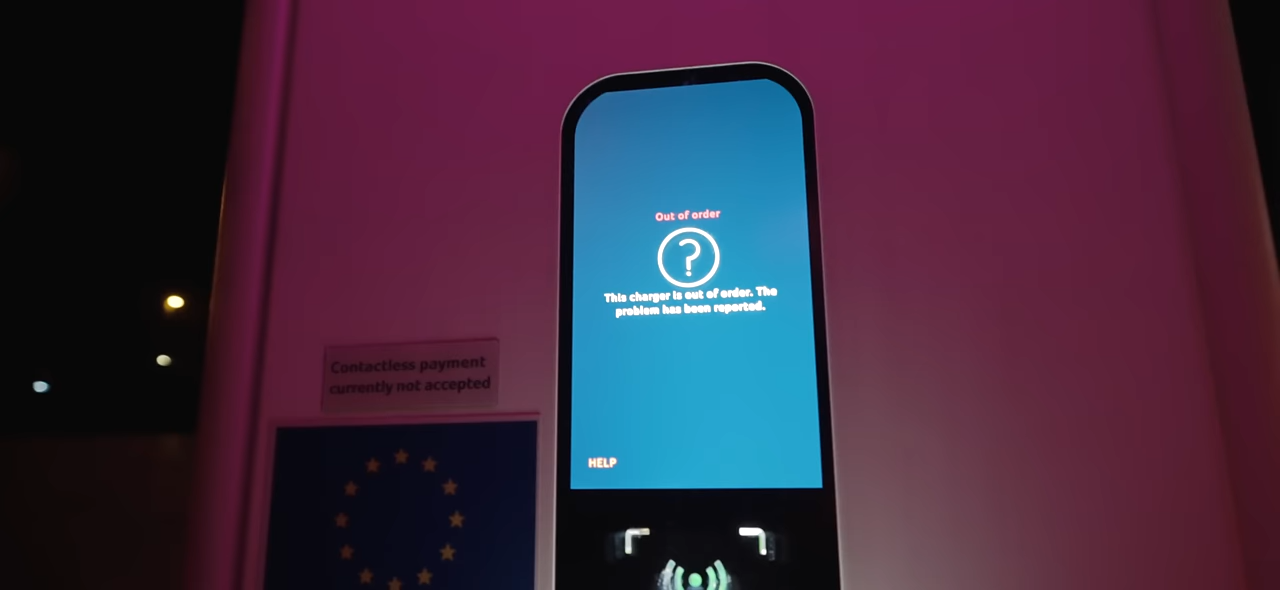 Out of order
?
This charger is out of order. The
problem has been reported.
Contactless payment
currently not accepted
HELP